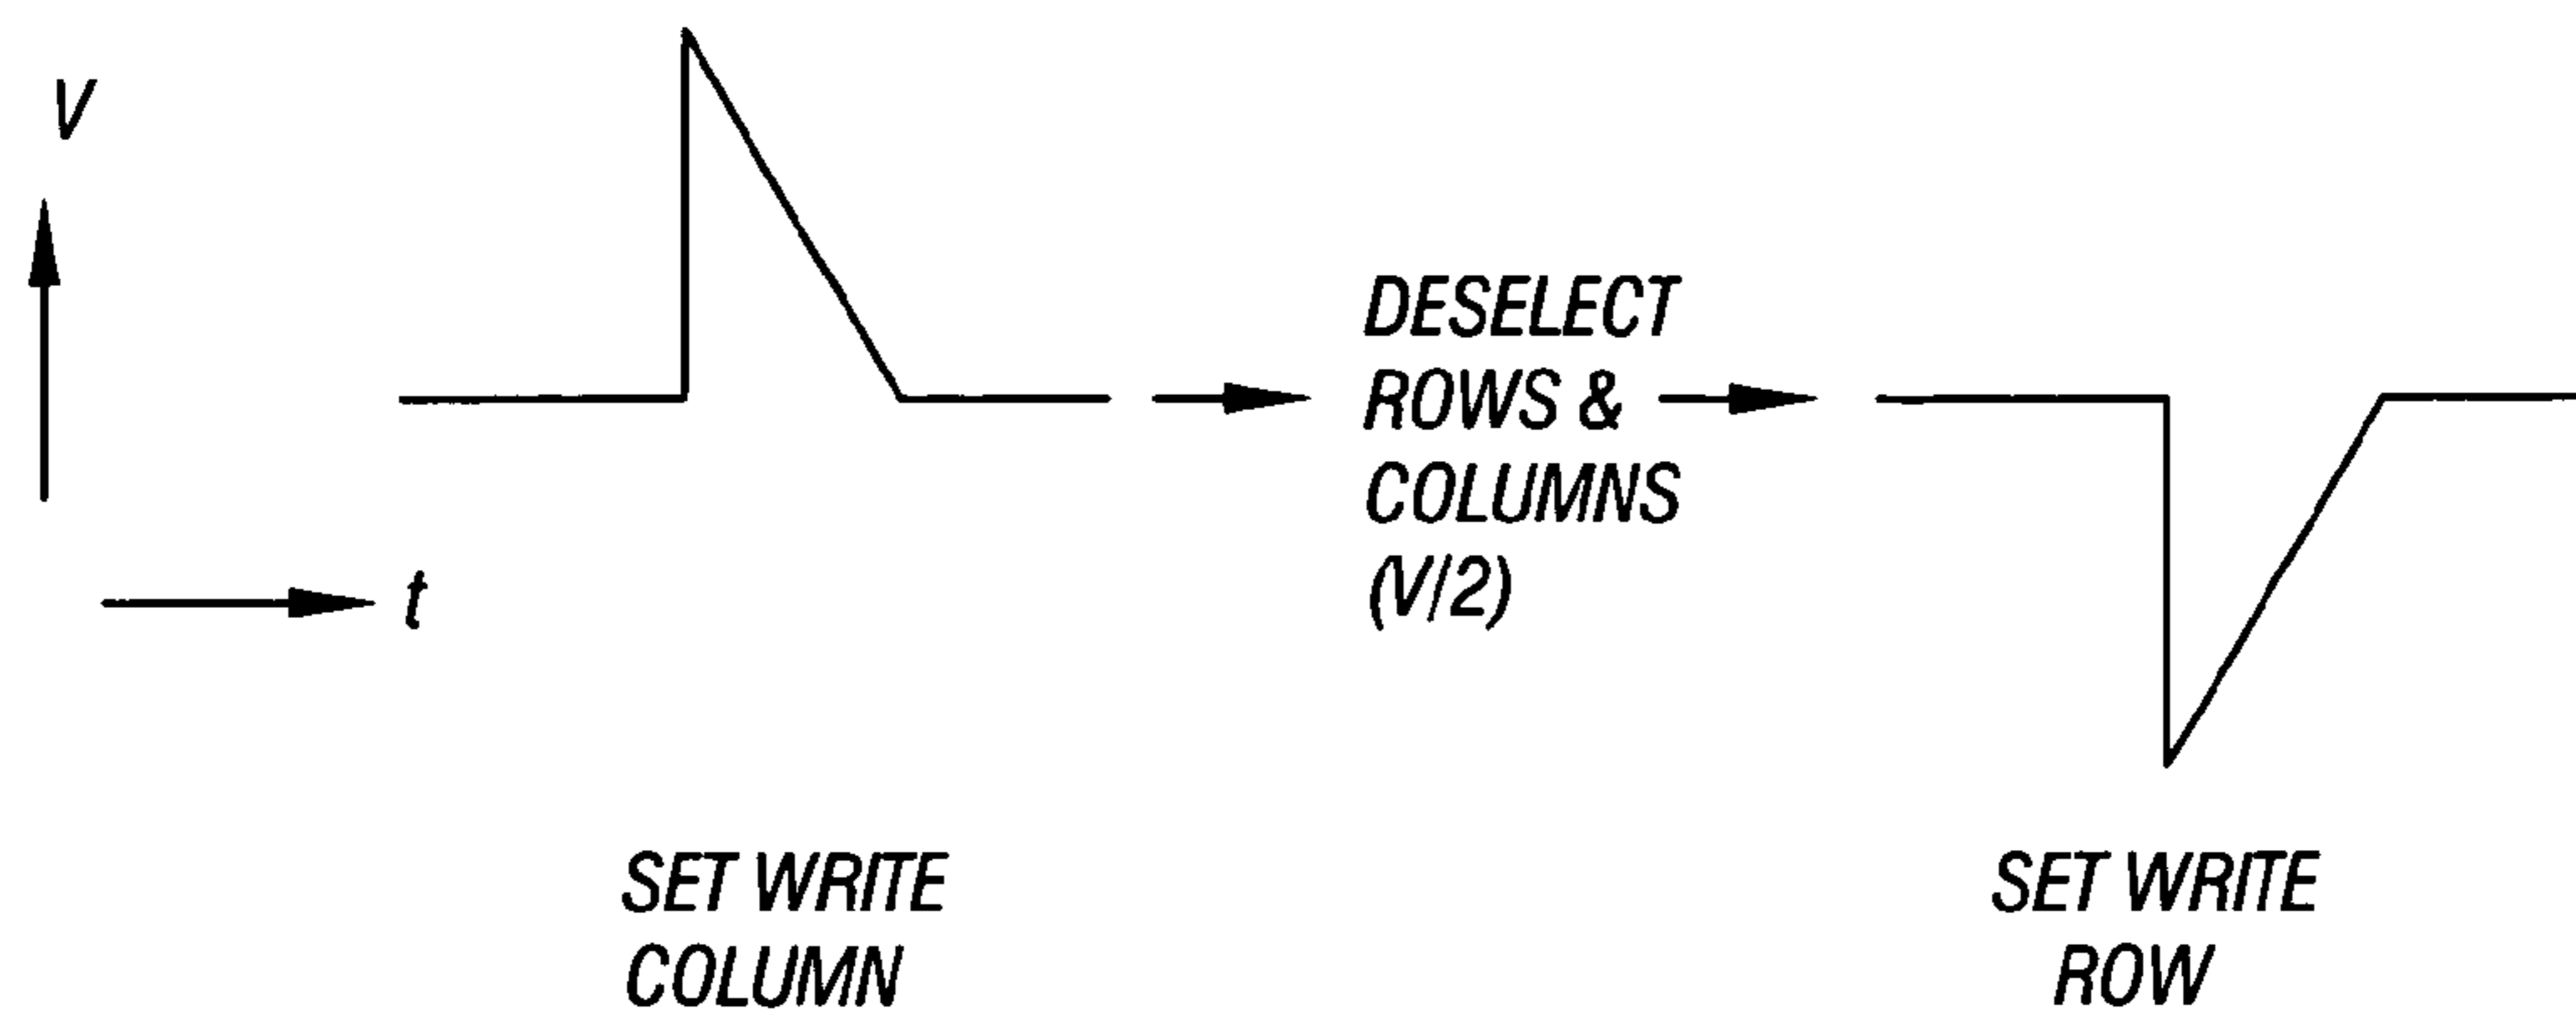 V
t
DESELECT
ROWS &
COLUMNS
(V/2)
SET WRITE
COLUMN
SET WRITE
ROW